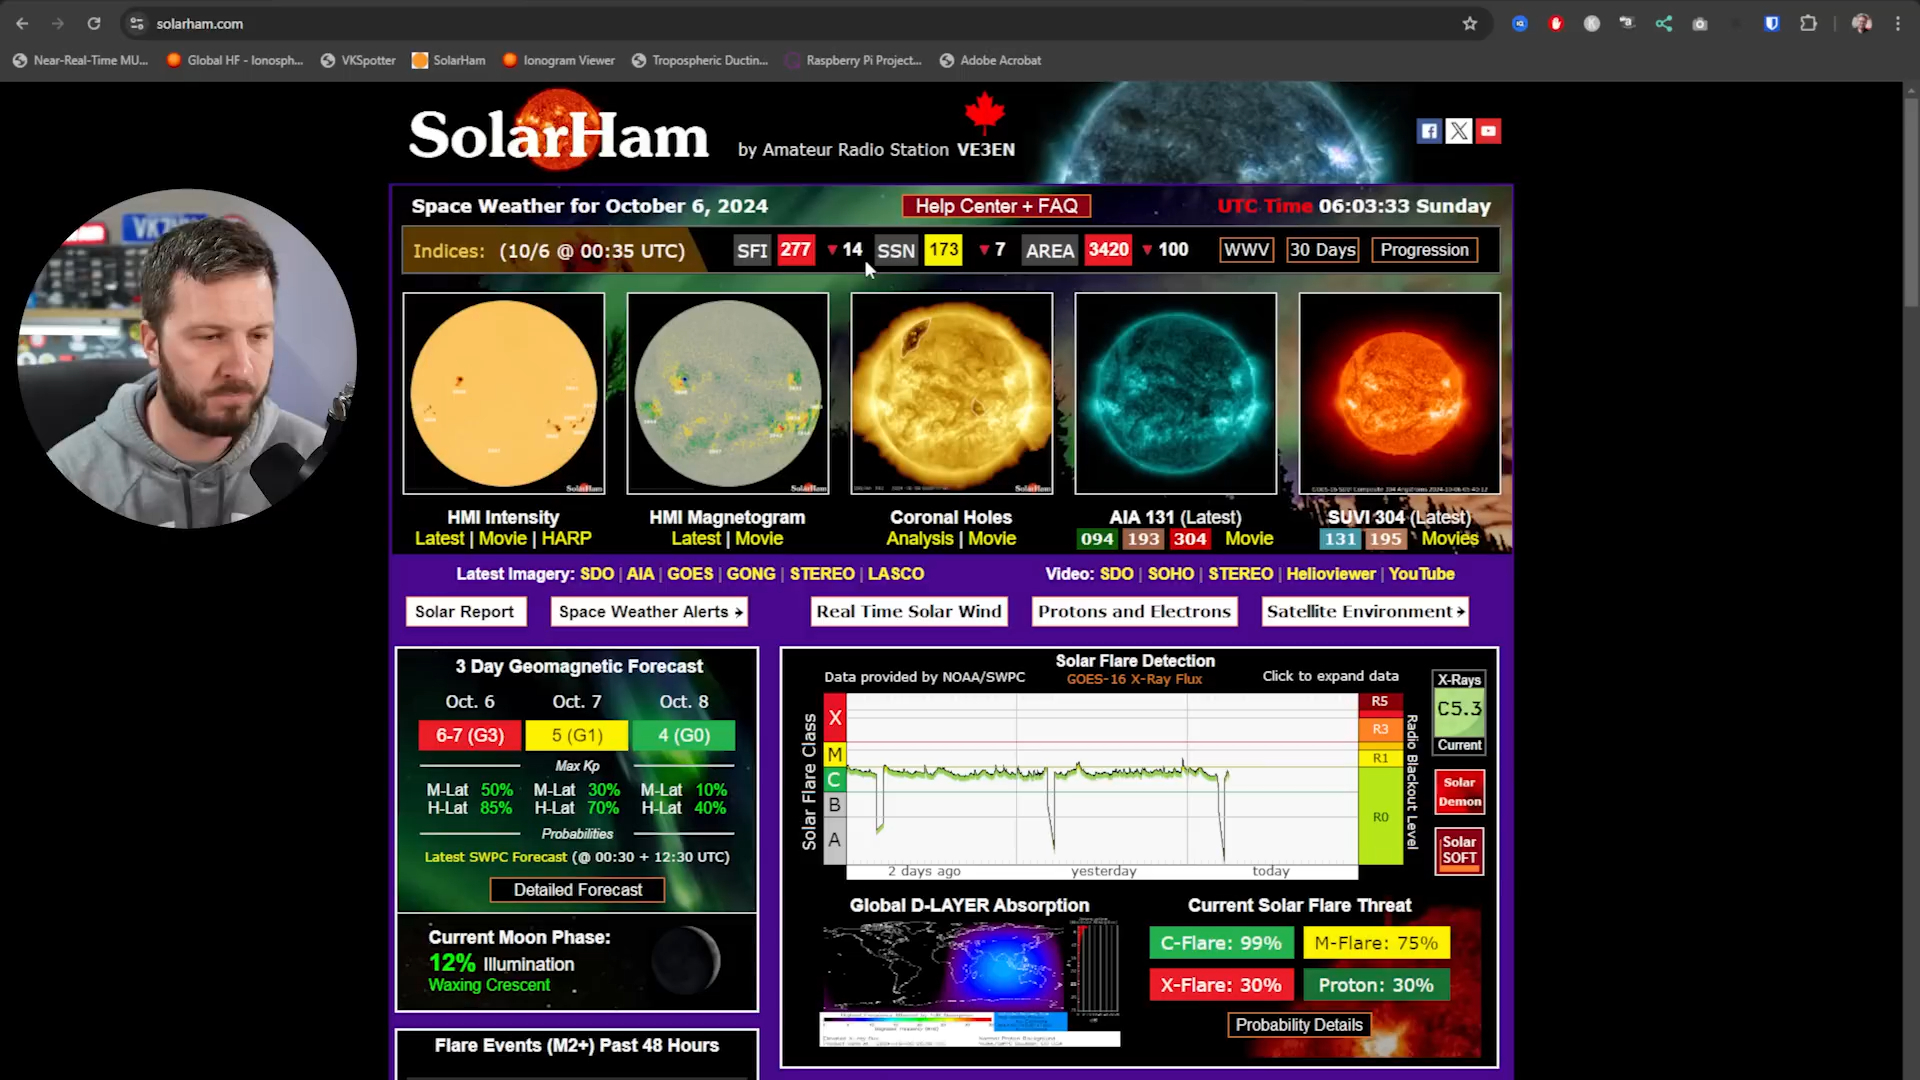 solarham.com
Near-Real-Time MU...
Global HF - Ionosph...
VKSpotter
SolarHam
Ionogram Viewer
Tropospheric Ductin...
Raspberry Pi Project...
Adobe Acrobat
SolarHam
by Amateur Radio Station VE3EN
Space Weather for October 6, 2024
Help Center + FAQ
UTC Time 06:03:33 Sunday
Indices: (10/6 @ 00:35 UTC)
SFI 277 ▼ 14 SSN 173 ▼ 7 AREA 3420 ▼ 100
WWV
30 Days
Progression
SolarHam
SolarHam
SolarHam
HMI Intensity
Latest | Movie | HARP
HMI Magnetogram
Latest | Movie
Coronal Holes
Analysis | Movie
AIA 131 (Latest)
094 193 304 Movie
SUVI 304 (Latest)
131 195 Movies
Latest Imagery: SDO | AIA | GOES | GONG | STEREO | LASCO
Video: SDO | SOHO | STEREO | Helioviewer | YouTube
Solar Report
Space Weather Alerts →
Real Time Solar Wind
Protons and Electrons
Satellite Environment →
3 Day Geomagnetic Forecast
Oct. 6 Oct. 7 Oct. 8
6-7 (G3) 5 (G1) 4 (G0)
Max Kp
M-Lat 50% M-Lat 30% M-Lat 10%
H-Lat 85% H-Lat 70% H-Lat 40%
Probabilities
Latest SWPC Forecast (@ 00:30 + 12:30 UTC)
Detailed Forecast
Current Moon Phase:
12% Illumination
Waxing Crescent
Flare Events (M2+) Past 48 Hours
Solar Flare Detection
Data provided by NOAA/SWPC
GOES-16 X-Ray Flux
Click to expand data
Solar Flare Class
X
M
C
B
A
R5
R3
R1
R0
Radio Blackout Level
2 days ago yesterday today
X-Rays
C5.3
Current
Solar
Demon
Solar
SOFT
Global D-LAYER Absorption
Current Solar Flare Threat
C-Flare: 99% M-Flare: 75%
X-Flare: 30% Proton: 30%
Probability Details